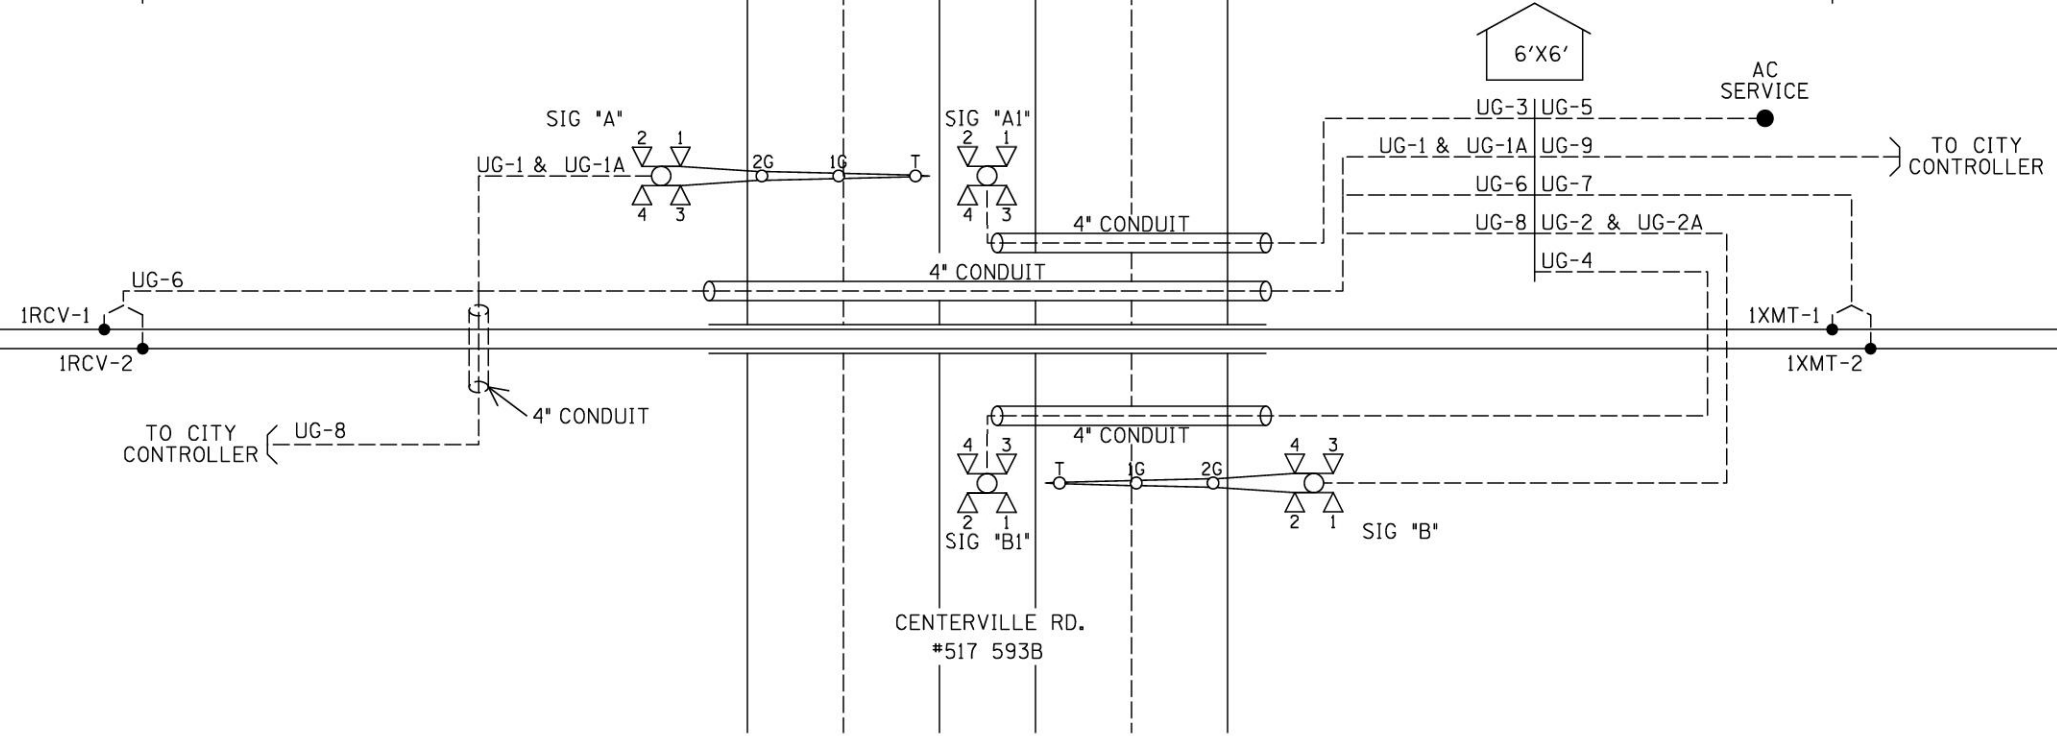 6'X6'
AC
SERVICE
UG-3 UG-5
SIG "A"
SIG "A1"
2 1
2 1
UG-1 & UG-1A UG-9
TO CITY
CONTROLLER
UG-1 & UG-1A
2G 1G T
UG-6 UG-7
4 3
4 3
4" CONDUIT
UG-8 UG-2 & UG-2A
UG-4
4" CONDUIT
UG-6
1RCV-1
1XMT-1
1RCV-2
1XMT-2
4" CONDUIT
TO CITY
CONTROLLER
UG-8
4" CONDUIT
4 3
4 3
T 1G 2G
2 1
2 1
SIG "B1"
SIG "B"
CENTERVILLE RD.
#517 593B